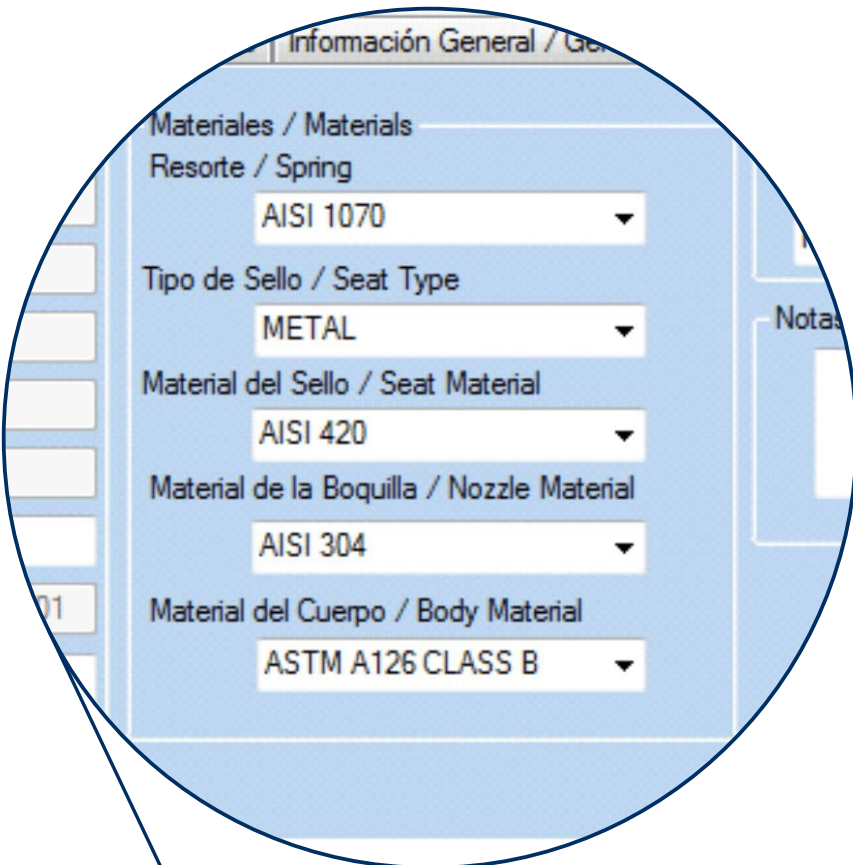 Información General /
Materiales / Materials
Resorte / Spring
AISI 1070
Tipo de Sello / Seat Type
METAL
Notas
Material del Sello / Seat Material
AISI 420
Material de la Boquilla / Nozzle Material
AISI 304
01
Material del Cuerpo / Body Material
ASTM A126 CLASS B